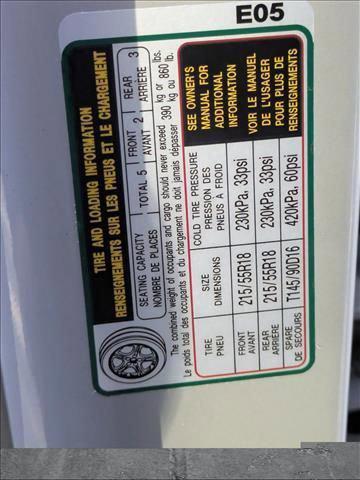 E05
TIRE AND LOADING INFORMATION
RENSEIGNEMENTS SUR LES PNEUS ET LE CHARGEMENT
SEATING CAPACITY
NOMBRE DE PLACES
TOTAL 5
FRONT
AVANT 2
REAR
ARRIÈRE 3
The combined weight of occupants and cargo should never exceed 390 kg or 860 lbs.
Le poids total des occupants et du chargement ne doit jamais dépasser 390 kg or 860 lb.
TIRE
PNEU
SIZE
DIMENSIONS
COLD TIRE PRESSURE
PRESSION DES
PNEUS À FROID
FRONT
AVANT
215/55R18
230kPa, 33psi
REAR
ARRIÈRE
215/55R18
230kPa, 33psi
SPARE
DE SECOURS
T145/90D16
420kPa, 60psi
SEE OWNER'S
MANUAL FOR
ADDITIONAL
INFORMATION
VOIR LE MANUEL
DE L'USAGER
POUR PLUS DE
RENSEIGNEMENTS